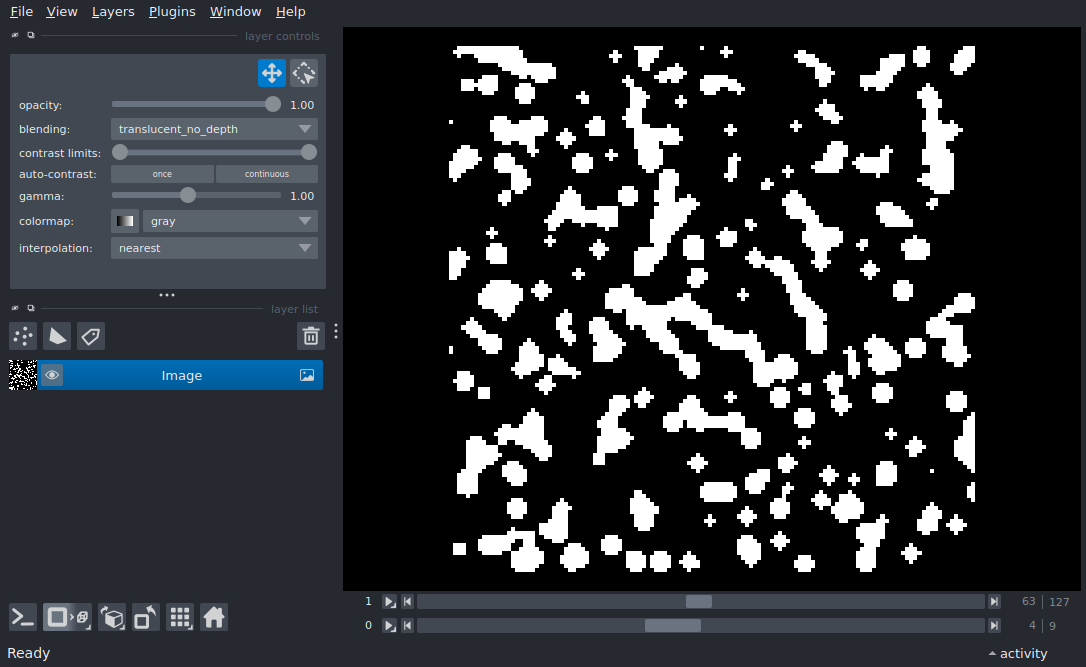 File View Layers Plugins Window Help
layer controls
opacity: 1.00
blending: translucent_no_depth
contrast limits:
auto-contrast: once continuous
gamma: 1.00
colormap: gray
interpolation: nearest
layer list
Image
1 63 127
0 4 9
Ready activity